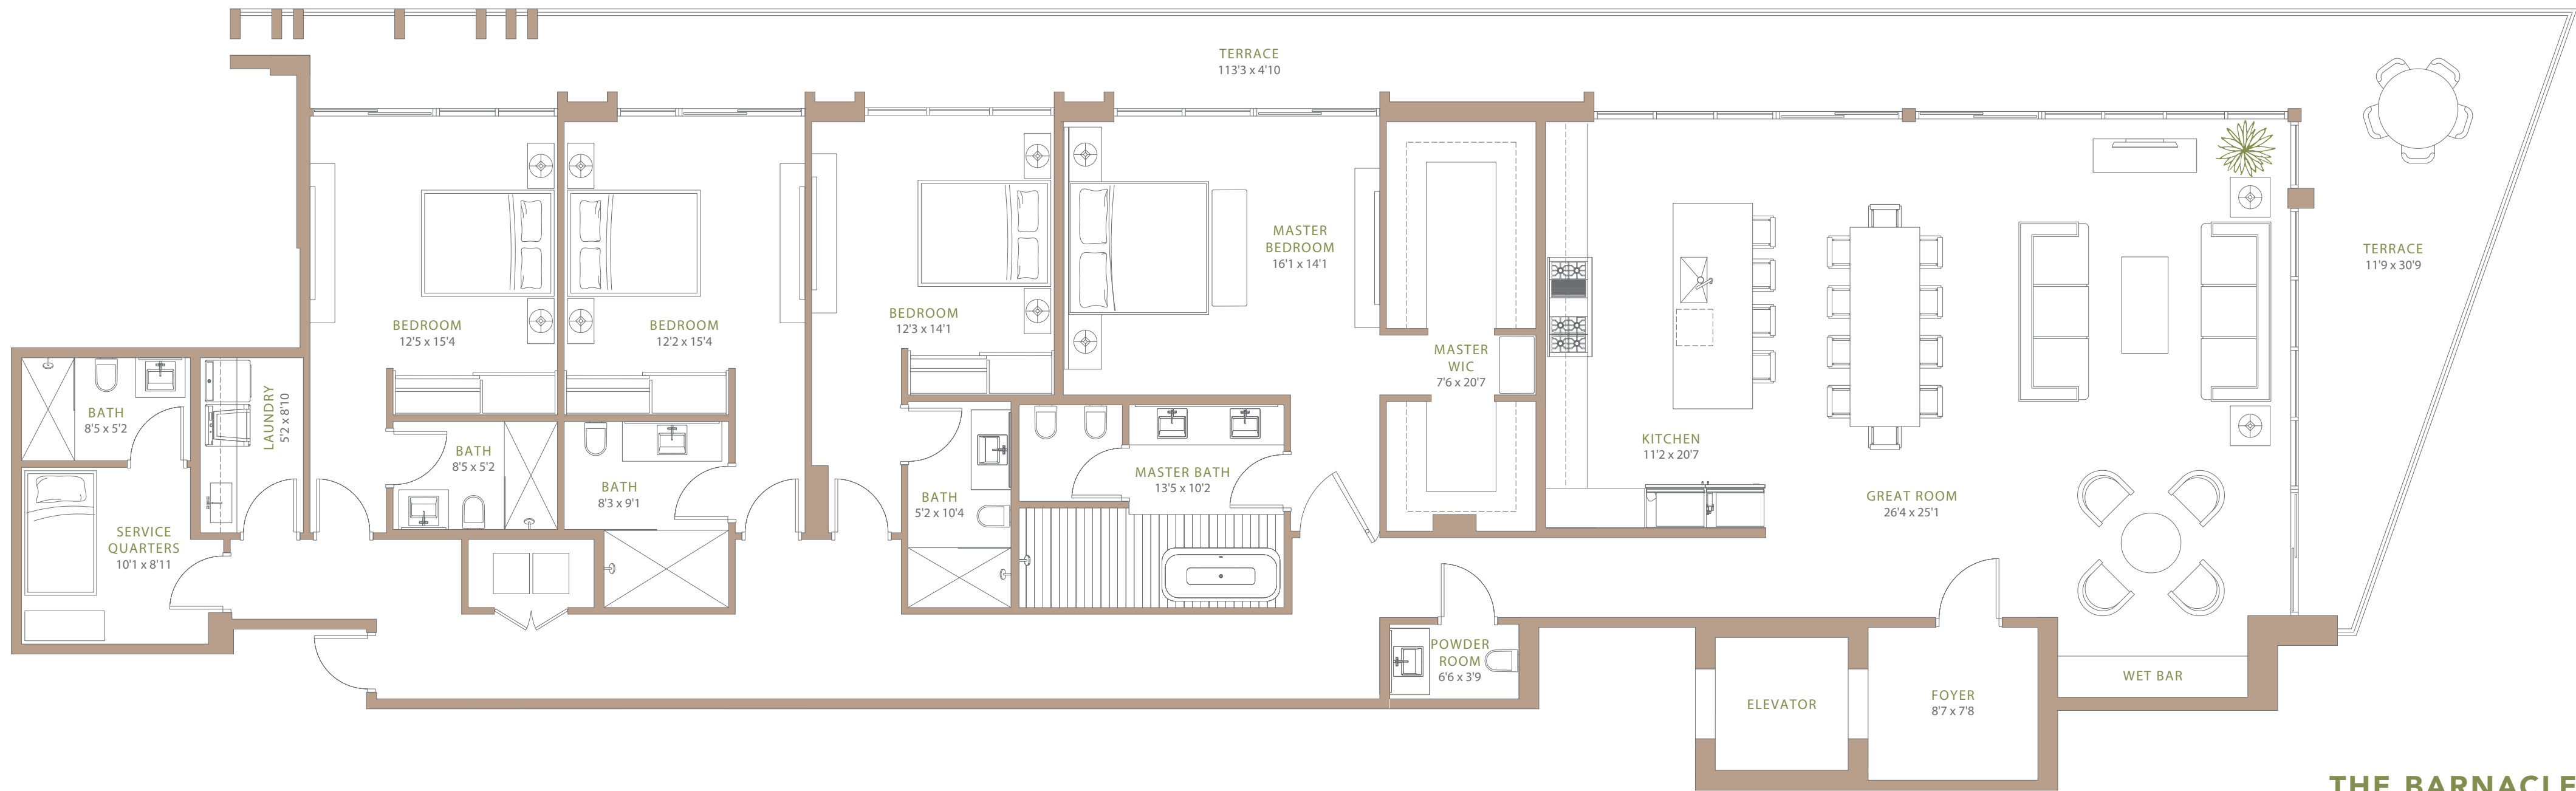 TERRACE
113'3 x 4'10
MASTER
BEDROOM
16'1 x 14'1
TERRACE
11'9 x 30'9
BEDROOM
12'5 x 15'4
BEDROOM
12'2 x 15'4
BEDROOM
12'3 x 14'1
MASTER
WIC
7'6 x 20'7
BATH
8'5 x 5'2
LAUNDRY
5'2 x 8'10
BATH
8'5 x 5'2
BATH
8'3 x 9'1
BATH
5'2 x 10'4
MASTER BATH
13'5 x 10'2
KITCHEN
11'2 x 20'7
GREAT ROOM
26'4 x 25'1
SERVICE
QUARTERS
10'1 x 8'11
POWDER
ROOM
6'6 x 3'9
ELEVATOR
FOYER
8'7 x 7'8
WET BAR
THE BARNACLE